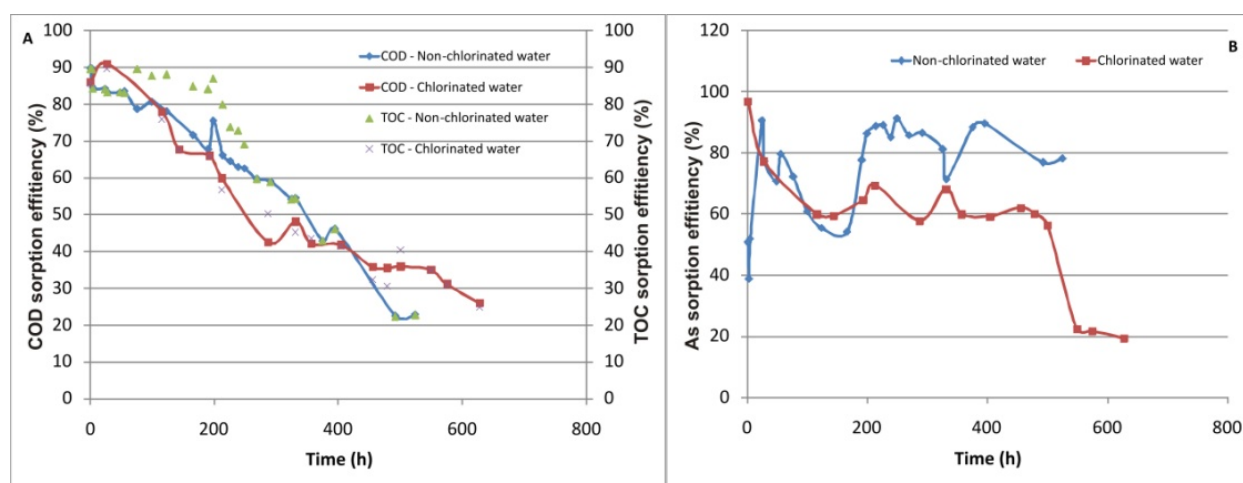 A
COD - Non-chlorinated water
COD - Chlorinated water
TOC - Non-chlorinated water
TOC - Chlorinated water
COD sorption effitiency (%)
100
90
80
70
60
50
40
30
20
10
0
TOC sorption effitiency (%)
100
90
80
70
60
50
40
30
20
10
0
0 200 400 600
Time (h)
B
Non-chlorinated water Chlorinated water
As sorption effitiency (%)
120
100
80
60
40
20
0
0 200 400 600 800
Time (h)